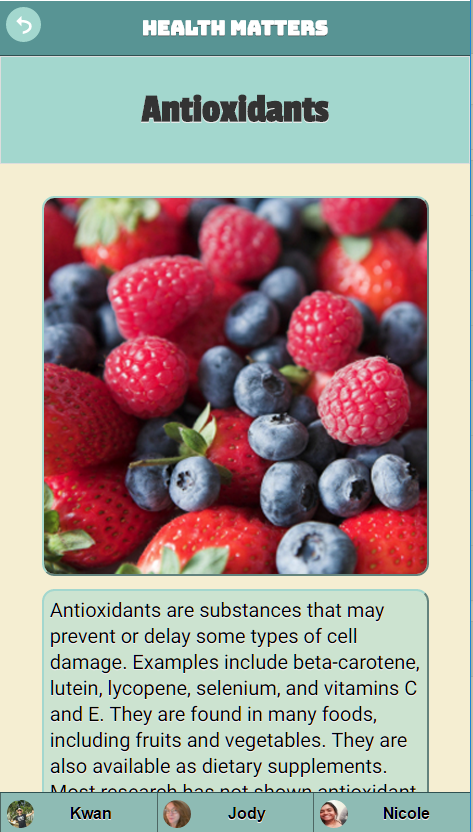 HEALTH MATTERS
Antioxidants
Antioxidants are substances that may
prevent or delay some types of cell
damage. Examples include beta-carotene,
lutein, lycopene, selenium, and vitamins C
and E. They are found in many foods,
including fruits and vegetables. They are
also available as dietary supplements.
Most research has not shown antioxidant
Kwan
Jody
Nicole